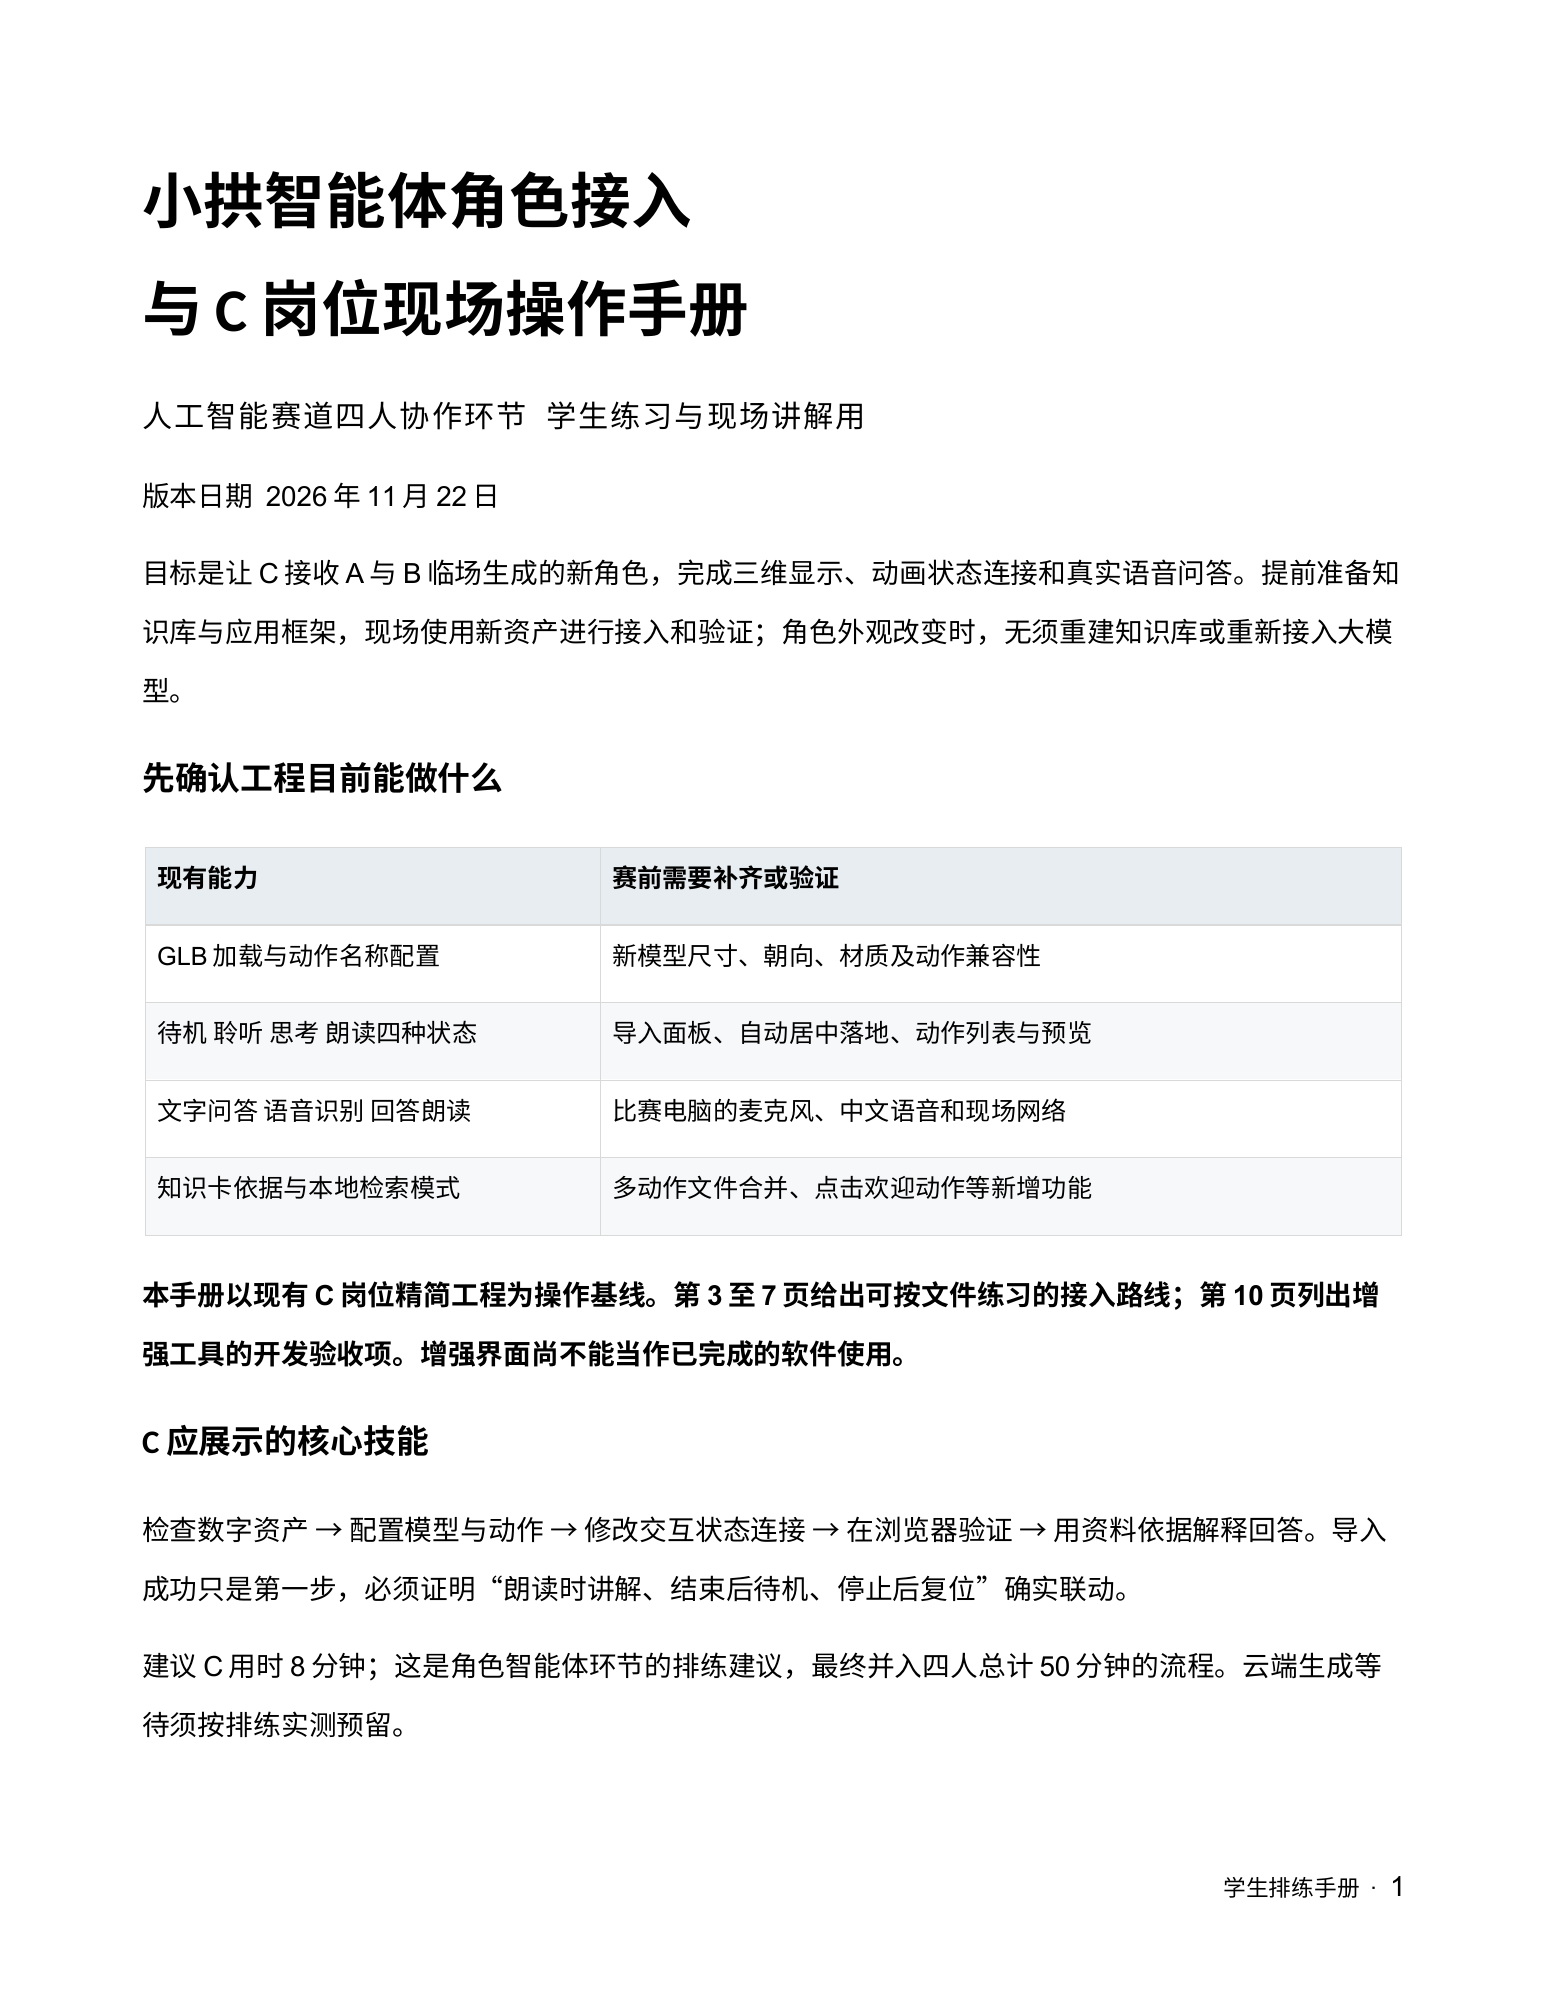 小拱智能体角色接入
与 C 岗位现场操作手册
人工智能赛道四人协作环节 学生练习与现场讲解用
版本日期 2026 年 11 月 22 日
目标是让 C 接收 A 与 B 临场生成的新角色，完成三维显示、动画状态连接和真实语音问答。提前准备知
识库与应用框架，现场使用新资产进行接入和验证；角色外观改变时，无须重建知识库或重新接入大模
型。
先确认工程目前能做什么
现有能力 赛前需要补齐或验证
GLB 加载与动作名称配置 新模型尺寸、朝向、材质及动作兼容性
待机 聆听 思考 朗读四种状态 导入面板、自动居中落地、动作列表与预览
文字问答 语音识别 回答朗读 比赛电脑的麦克风、中文语音和现场网络
知识卡依据与本地检索模式 多动作文件合并、点击欢迎动作等新增功能
本手册以现有 C 岗位精简工程为操作基线。第 3 至 7 页给出可按文件练习的接入路线；第 10 页列出增
强工具的开发验收项。增强界面尚不能当作已完成的软件使用。
C 应展示的核心技能
检查数字资产 → 配置模型与动作 → 修改交互状态连接 → 在浏览器验证 → 用资料依据解释回答。导入
成功只是第一步，必须证明“朗读时讲解、结束后待机、停止后复位”确实联动。
建议 C 用时 8 分钟；这是角色智能体环节的排练建议，最终并入四人总计 50 分钟的流程。云端生成等
待须按排练实测预留。
学生排练手册 · 1